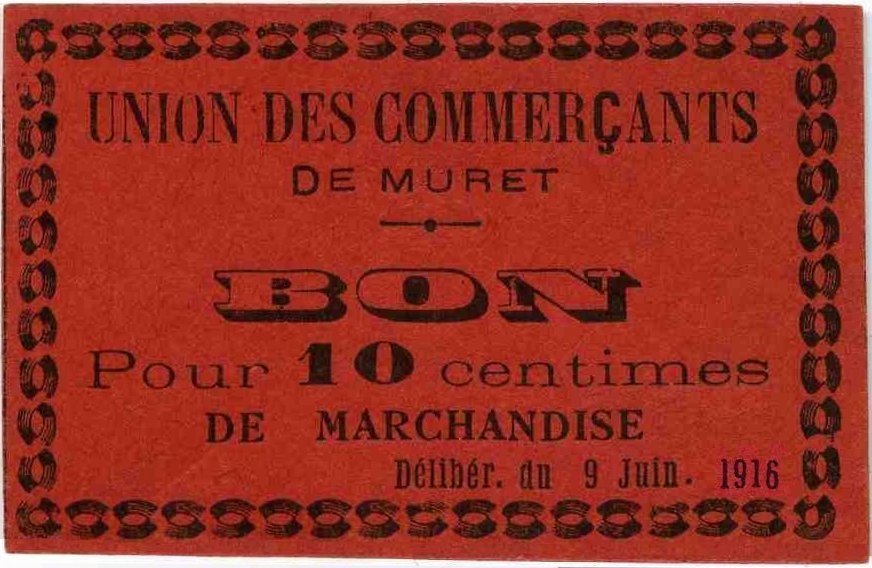 UNION DES COMMERÇANTS
DE MURET
BON
Pour 10 centimes
DE MARCHANDISE
Délibér. du 9 Juin. 1916